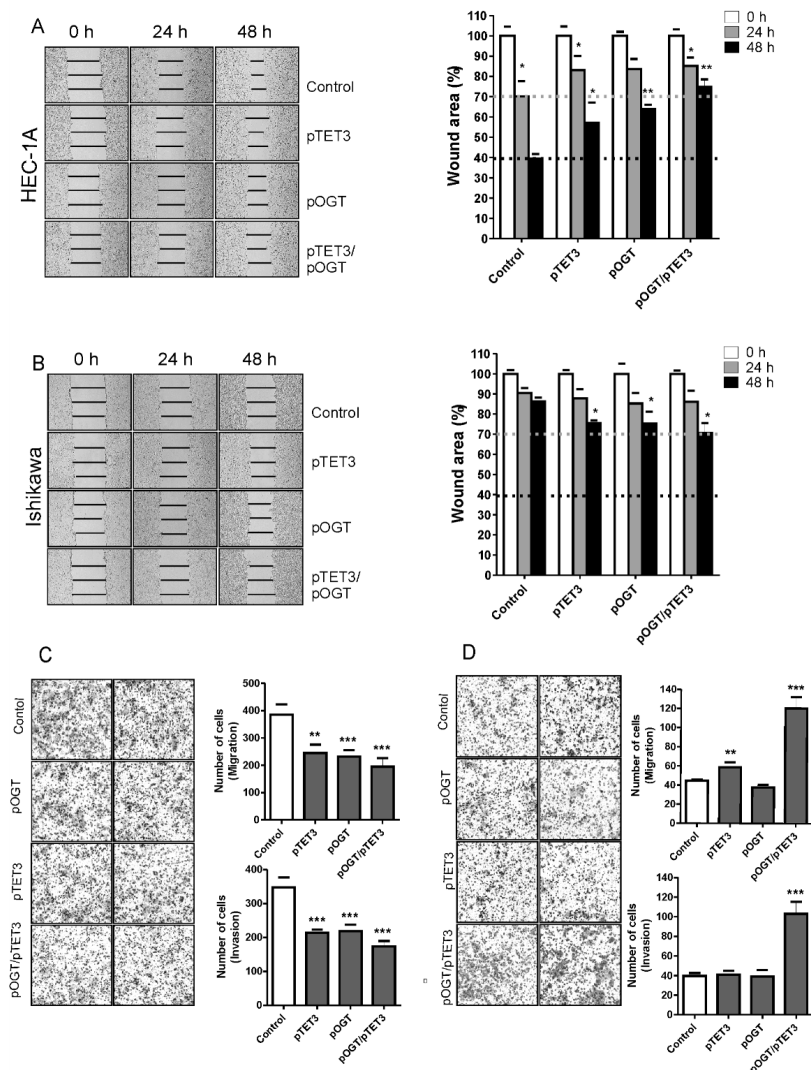 A
0 h 24 h 48 h
HEC-1A
Control
pTET3
pOGT
pTET3/
pOGT
Wound area (%)
110
100
90
80
70
60
50
40
30
20
10
0
* * * * ** * **
Control pTET3 pOGT pOGT/pTET3
0 h
24 h
48 h
B
0 h 24 h 48 h
Ishikawa
Control
pTET3
pOGT
pTET3/
pOGT
Wound area (%)
110
100
90
80
70
60
50
40
30
20
10
0
* * *
Control pTET3 pOGT pOGT/pTET3
0 h
24 h
48 h
C
Contol
pOGT
pTET3
pOGT/pTET3
Number of cells
(Migration)
500
400
300
200
100
0
** *** ***
Control pTET3 pOGT pOGT/pTET3
Number of cells
(Invasion)
400
300
200
100
0
*** *** ***
Control pTET3 pOGT pOGT/pTET3
D
Contol
pOGT
pTET3
pOGT/pTET3
Number of cells
(Migration)
140
120
100
80
60
40
20
0
** ***
Control pTET3 pOGT pOGT/pTET3
Number of cells
(Invasion)
140
120
100
80
60
40
20
0
***
Control pTET3 pOGT pOGT/pTET3